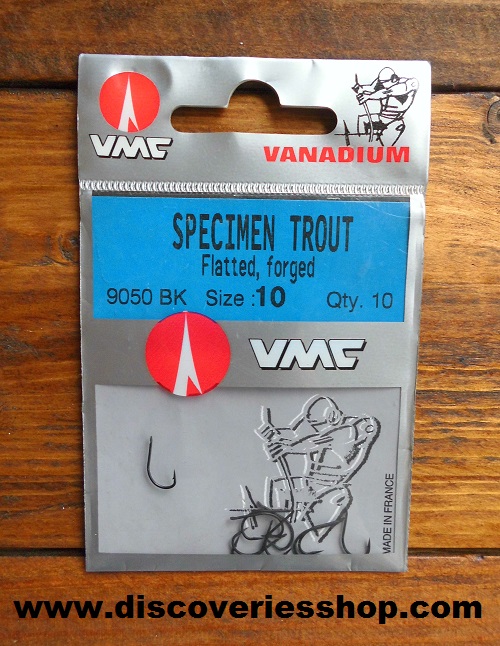 VMC
VANADIUM
SPECIMEN TROUT
Flatted, forged
9050 BK Size :10 Qty. 10
VMC
MADE IN FRANCE
www.discoveriesshop.com